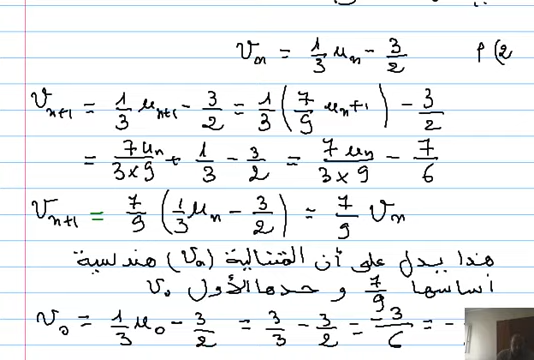 V_n = 1/3 u_n - 3/2    2) أ
V_{n+1} = 1/3 u_{n+1} - 3/2 = 1/3 (7/9 u_n + 1) - 3/2
= 7u_n/(3×9) + 1/3 - 3/2 = 7u_n/(3×9) - 7/6
V_{n+1} = 7/9 (1/3 u_n - 3/2) = 7/9 V_n
هذا يدل على أن المتتالية (V_n) هندسية
أساسها 7/9 و حدها الأول V_0
V_0 = 1/3 u_0 - 3/2 = 3/3 - 3/2 = -3/6 = -